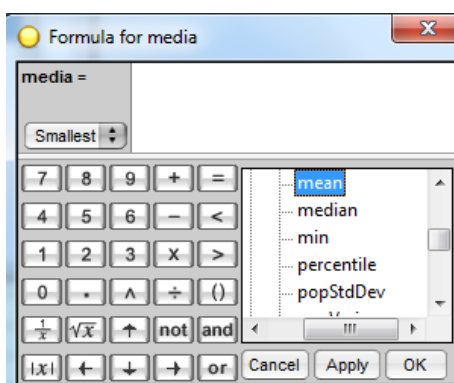 Formula for media
x
media =
Smallest
7 8 9 + =
4 5 6 − <
1 2 3 x >
0 . ∧ ÷ ()
1/x √x ↑ not and
|x| ← ↓ → or
mean
median
min
percentile
popStdDev
Cancel Apply OK